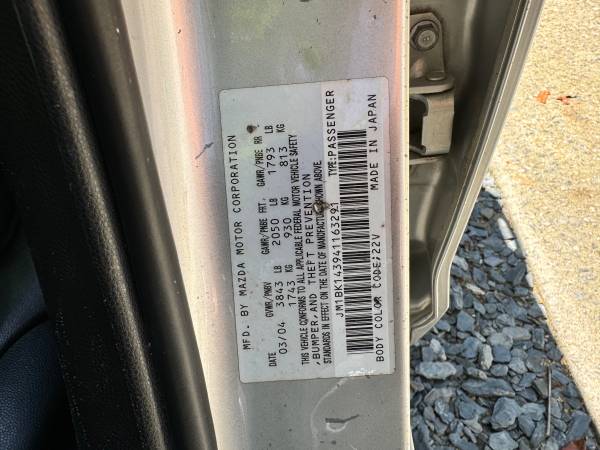 MFD. BY MAZDA MOTOR CORPORATION
DATE GVWR/PNBV GAWR/PNBE FRT. GAWR/PNBE RR
03/04 3843 LB 2050 LB 1793 LB
1743 KG 930 KG 813 KG
THIS VEHICLE CONFORMS TO ALL APPLICABLE FEDERAL MOTOR VEHICLE SAFETY
,BUMPER,AND THEFT PREVENTION
STANDARDS IN EFFECT ON THE DATE OF MANUFACTURE SHOWN ABOVE.
JM1BK143941163291 TYPE:PASSENGER
BODY COLOR CODE;22V MADE IN JAPAN